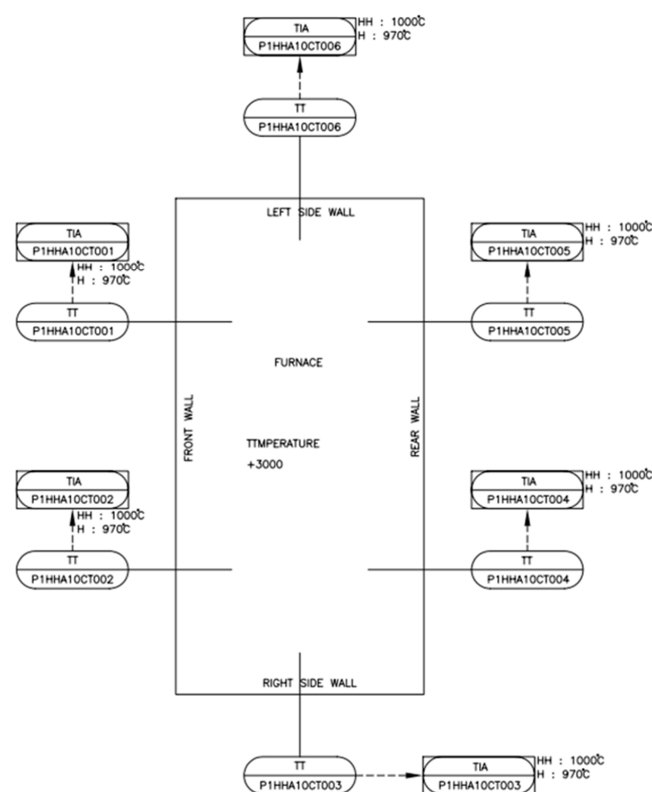 TIA
P1HHA10CT006
HH : 1000°C
H : 970°C
TT
P1HHA10CT006
LEFT SIDE WALL
TIA
P1HHA10CT001
HH : 1000°C
H : 970°C
TT
P1HHA10CT001
TIA
P1HHA10CT005
HH : 1000°C
H : 970°C
TT
P1HHA10CT005
FURNACE
FRONT WALL
TTMPERATURE
+3000
REAR WALL
TIA
P1HHA10CT002
HH : 1000°C
H : 970°C
TT
P1HHA10CT002
TIA
P1HHA10CT004
HH : 1000°C
H : 970°C
TT
P1HHA10CT004
RIGHT SIDE WALL
TT
P1HHA10CT003
TIA
P1HHA10CT003
HH : 1000°C
H : 970°C